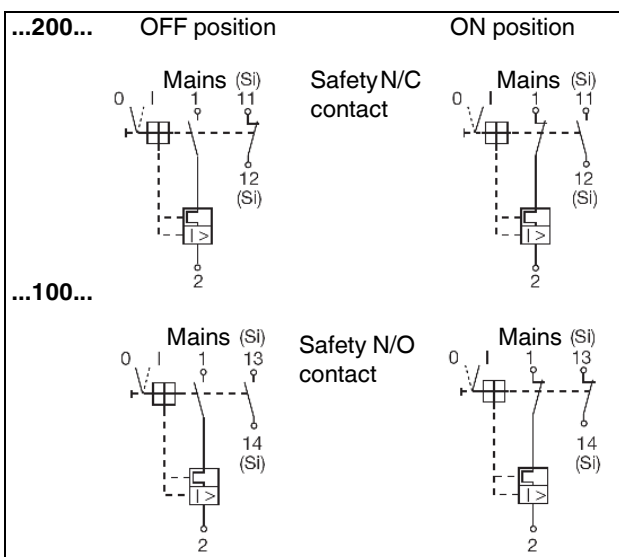 ...200... OFF position ON position
Mains (Si) Safety N/C Mains (Si)
0 I 1 11 contact 0 I 1 11
12 12
(Si) (Si)
I > I >
2 2
...100...
Mains (Si) Safety N/O Mains (Si)
0 I 1 13 contact 0 I 1 13
14 14
(Si) (Si)
I > I >
2 2